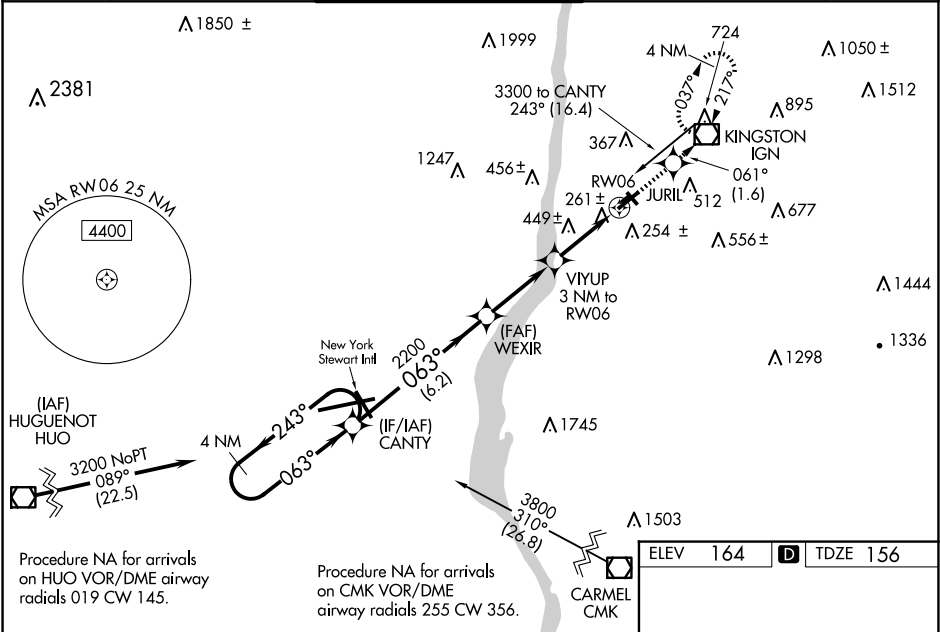 1850 ±
1999
724
4 NM
1050 ±
2381
3300 to CANTY
243° (16.4)
037°
217°
1512
895
367
KINGSTON
IGN
1247
456 ±
061°
(1.6)
MSA RW06 25 NM
RW06
JURIL
512
261 ±
677
4400
449 ±
254 ±
556 ±
VIYUP
3 NM to
RW06
1444
(FAF)
WEXIR
New York
Stewart Intl
2200
063°
(6.2)
1336
1298
(IAF)
HUGUENOT
HUO
243°
(IF/IAF)
CANTY
1745
4 NM
063°
3200 NoPT
089°
(22.5)
3800
310°
(26.8)
1503
Procedure NA for arrivals
on HUO VOR/DME airway
radials 019 CW 145.
Procedure NA for arrivals
on CMK VOR/DME
airway radials 255 CW 356.
CARMEL
CMK
ELEV 164 D TDZE 156